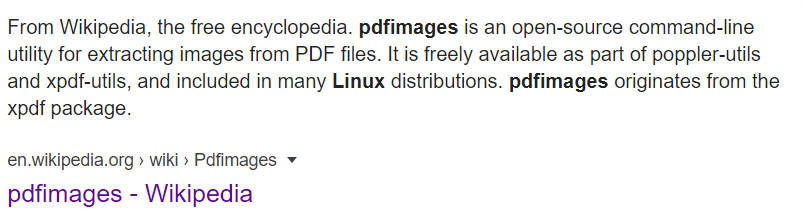 From Wikipedia, the free encyclopedia. pdfimages is an open-source command-line
utility for extracting images from PDF files. It is freely available as part of poppler-utils
and xpdf-utils, and included in many Linux distributions. pdfimages originates from the
xpdf package.
en.wikipedia.org › wiki › Pdfimages
pdfimages - Wikipedia